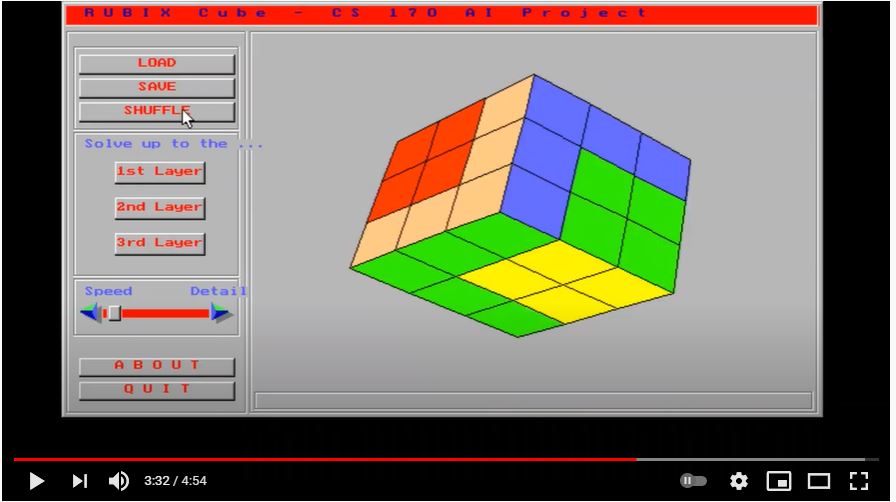 RUBIX Cube - CS 170 AI Project
LOAD
SAVE
SHUFFLE
Solve up to the ...
1st Layer
2nd Layer
3rd Layer
Speed Detail
ABOUT
QUIT
3:32 / 4:54